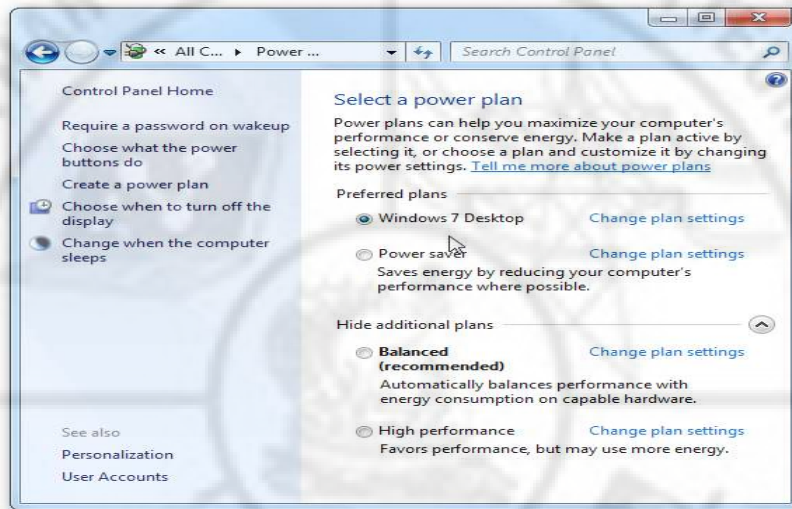 « All C... ▸ Power ...
Search Control Panel
Control Panel Home
Require a password on wakeup
Choose what the power
buttons do
Create a power plan
Choose when to turn off the
display
Change when the computer
sleeps
See also
Personalization
User Accounts
Select a power plan
Power plans can help you maximize your computer's
performance or conserve energy. Make a plan active by
selecting it, or choose a plan and customize it by changing
its power settings. Tell me more about power plans
Preferred plans
Windows 7 Desktop Change plan settings
Power saver Change plan settings
Saves energy by reducing your computer's
performance where possible.
Hide additional plans
Balanced Change plan settings
(recommended)
Automatically balances performance with
energy consumption on capable hardware.
High performance Change plan settings
Favors performance, but may use more energy.